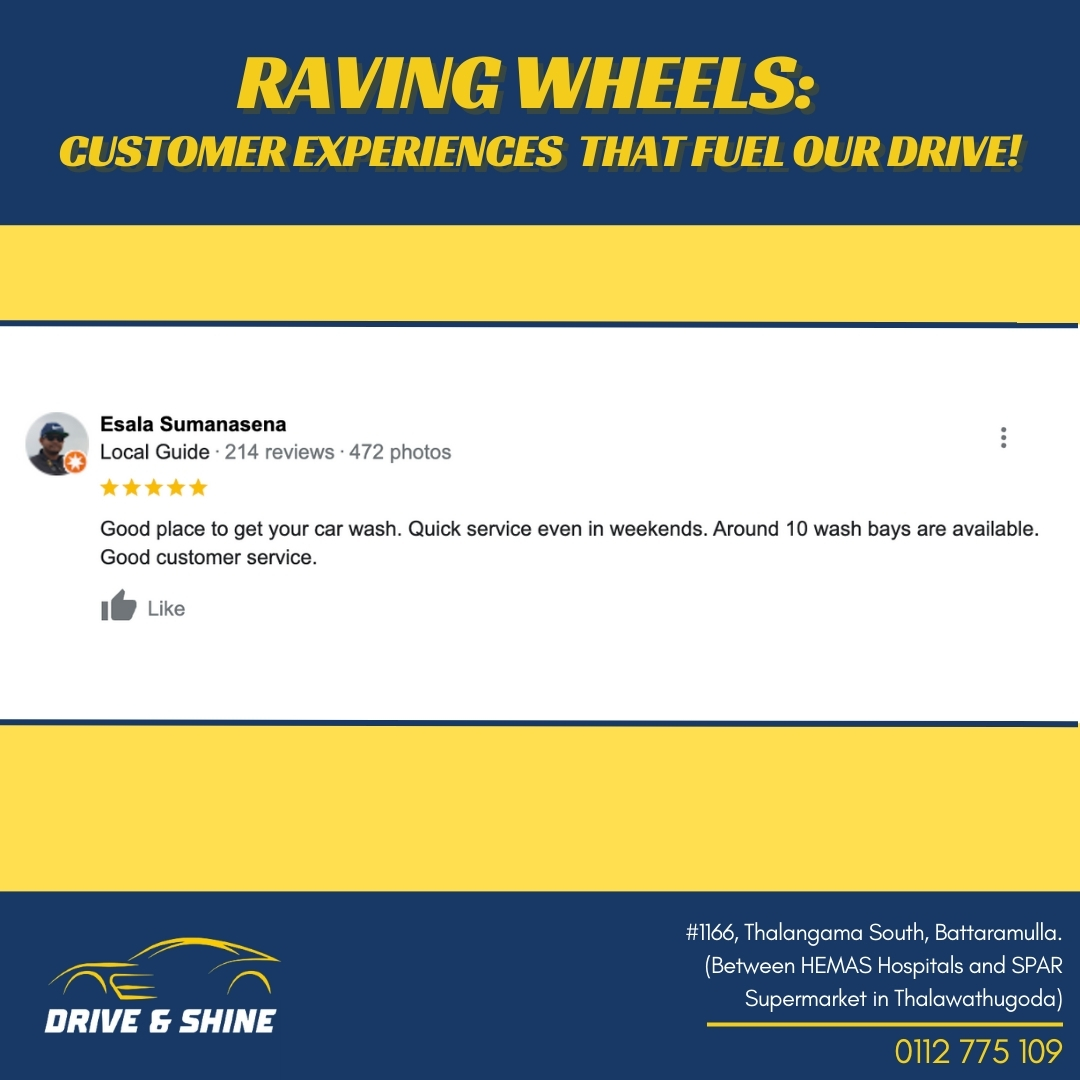 RAVING WHEELS:
CUSTOMER EXPERIENCES THAT FUEL OUR DRIVE!
Esala Sumanasena
Local Guide · 214 reviews · 472 photos
Good place to get your car wash. Quick service even in weekends. Around 10 wash bays are available.
Good customer service.
Like
DRIVE & SHINE
#1166, Thalangama South, Battaramulla.
(Between HEMAS Hospitals and SPAR
Supermarket in Thalawathugoda)
0112 775 109